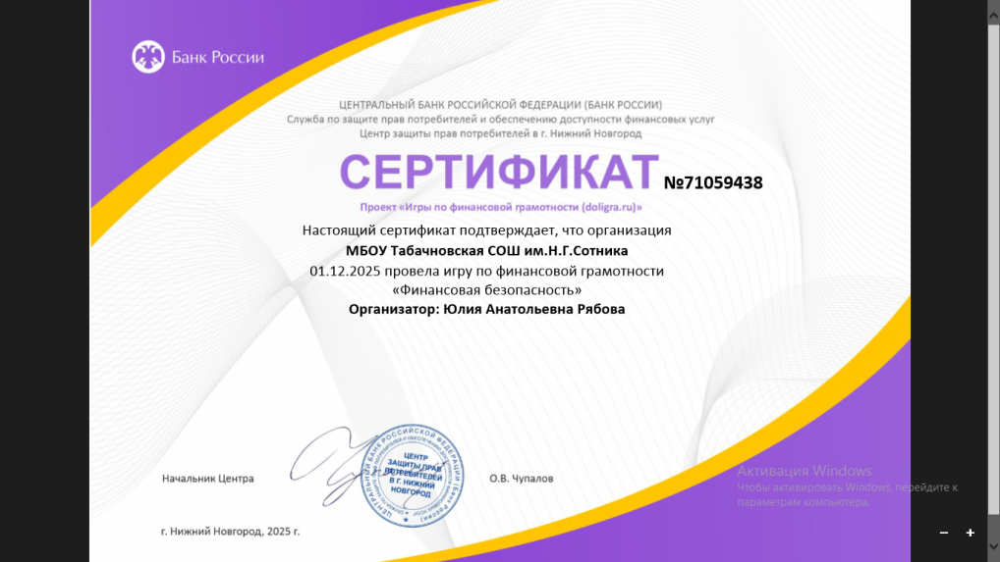 Банк России
ЦЕНТРАЛЬНЫЙ БАНК РОССИЙСКОЙ ФЕДЕРАЦИИ (БАНК РОССИИ)
Служба по защите прав потребителей и обеспечению доступности финансовых услуг
Центр защиты прав потребителей в г. Нижний Новгород
СЕРТИФИКАТ №71059438
Проект «Игры по финансовой грамотности (doligra.ru)»
Настоящий сертификат подтверждает, что организация
МБОУ Табачновская СОШ им.Н.Г.Сотника
01.12.2025 провела игру по финансовой грамотности
«Финансовая безопасность»
Организатор: Юлия Анатольевна Рябова
Начальник Центра
ЦЕНТР
ЗАЩИТЫ ПРАВ
ПОТРЕБИТЕЛЕЙ
В Г. НИЖНИЙ
НОВГОРОД
О.В. Чупалов
г. Нижний Новгород, 2025 г.
Активация Windows
Чтобы активировать Windows, перейдите к
параметрам компьютера.